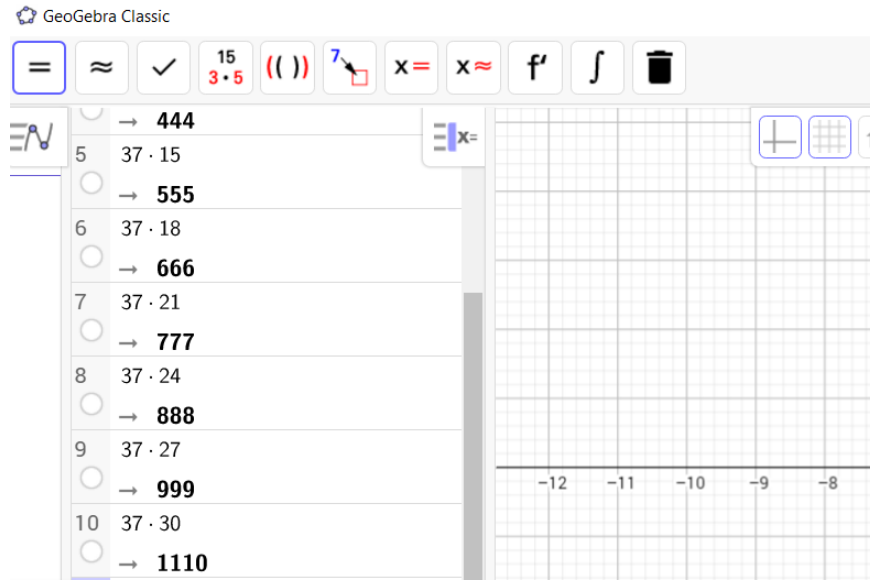 GeoGebra Classic
= ≈ ✓ 15 3·5 (( )) 7 x= x≈ f′ ∫
x=
→ 444
5 37 · 15
→ 555
6 37 · 18
→ 666
7 37 · 21
→ 777
8 37 · 24
→ 888
9 37 · 27
→ 999
10 37 · 30
→ 1110
−12 −11 −10 −9 −8